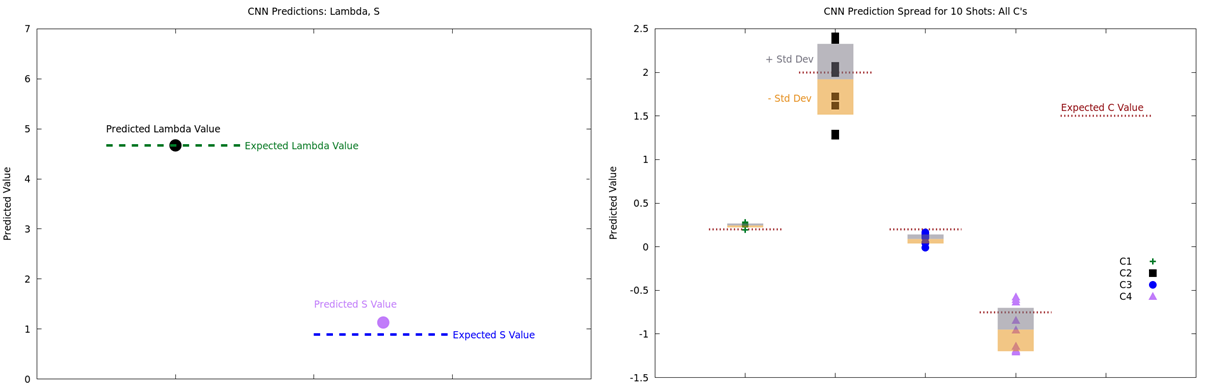 CNN Predictions: Lambda, S
7
6
5
4
3
2
1
0
Predicted Value
Predicted Lambda Value
Expected Lambda Value
Predicted S Value
Expected S Value
CNN Prediction Spread for 10 Shots: All C's
2.5
2
1.5
1
0.5
0
-0.5
-1
-1.5
Predicted Value
+ Std Dev
- Std Dev
Expected C Value
C1
C2
C3
C4